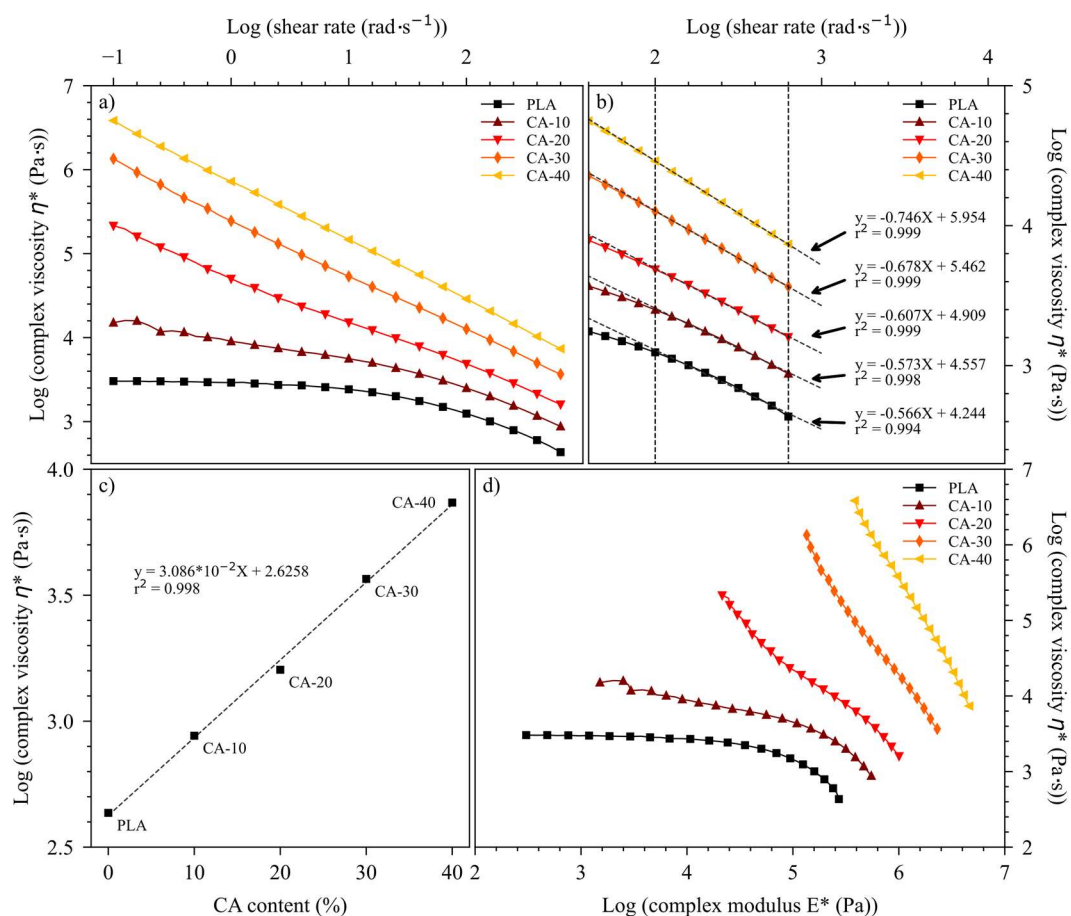 Log (shear rate (rad·s⁻¹))
−1 0 1 2
Log (shear rate (rad·s⁻¹))
2 3 4
a)
PLA
CA-10
CA-20
CA-30
CA-40
7
6
5
4
3
Log (complex viscosity η* (Pa·s))
b)
PLA
CA-10
CA-20
CA-30
CA-40
y = -0.746X + 5.954
r² = 0.999
y = -0.678X + 5.462
r² = 0.999
y = -0.607X + 4.909
r² = 0.999
y = -0.573X + 4.557
r² = 0.998
y = -0.566X + 4.244
r² = 0.994
5
4
3
Log (complex viscosity η* (Pa·s))
c)
CA-40
y = 3.086*10⁻²X + 2.6258
r² = 0.998
CA-30
CA-20
CA-10
PLA
4.0
3.5
3.0
2.5
Log (complex viscosity η* (Pa·s))
0 10 20 30 40
CA content (%)
d)
PLA
CA-10
CA-20
CA-30
CA-40
7
6
5
4
3
2
Log (complex viscosity η* (Pa·s))
2 3 4 5 6 7
Log (complex modulus E* (Pa))